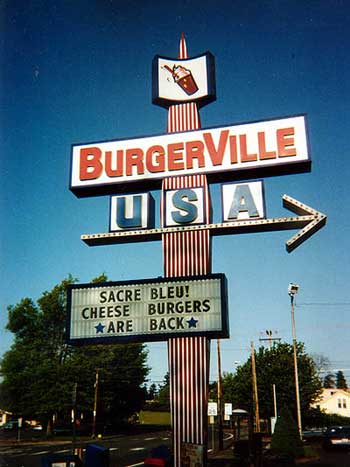 BURGERVILLE
USA
SACRE BLEU!
CHEESE BURGERS
ARE BACK